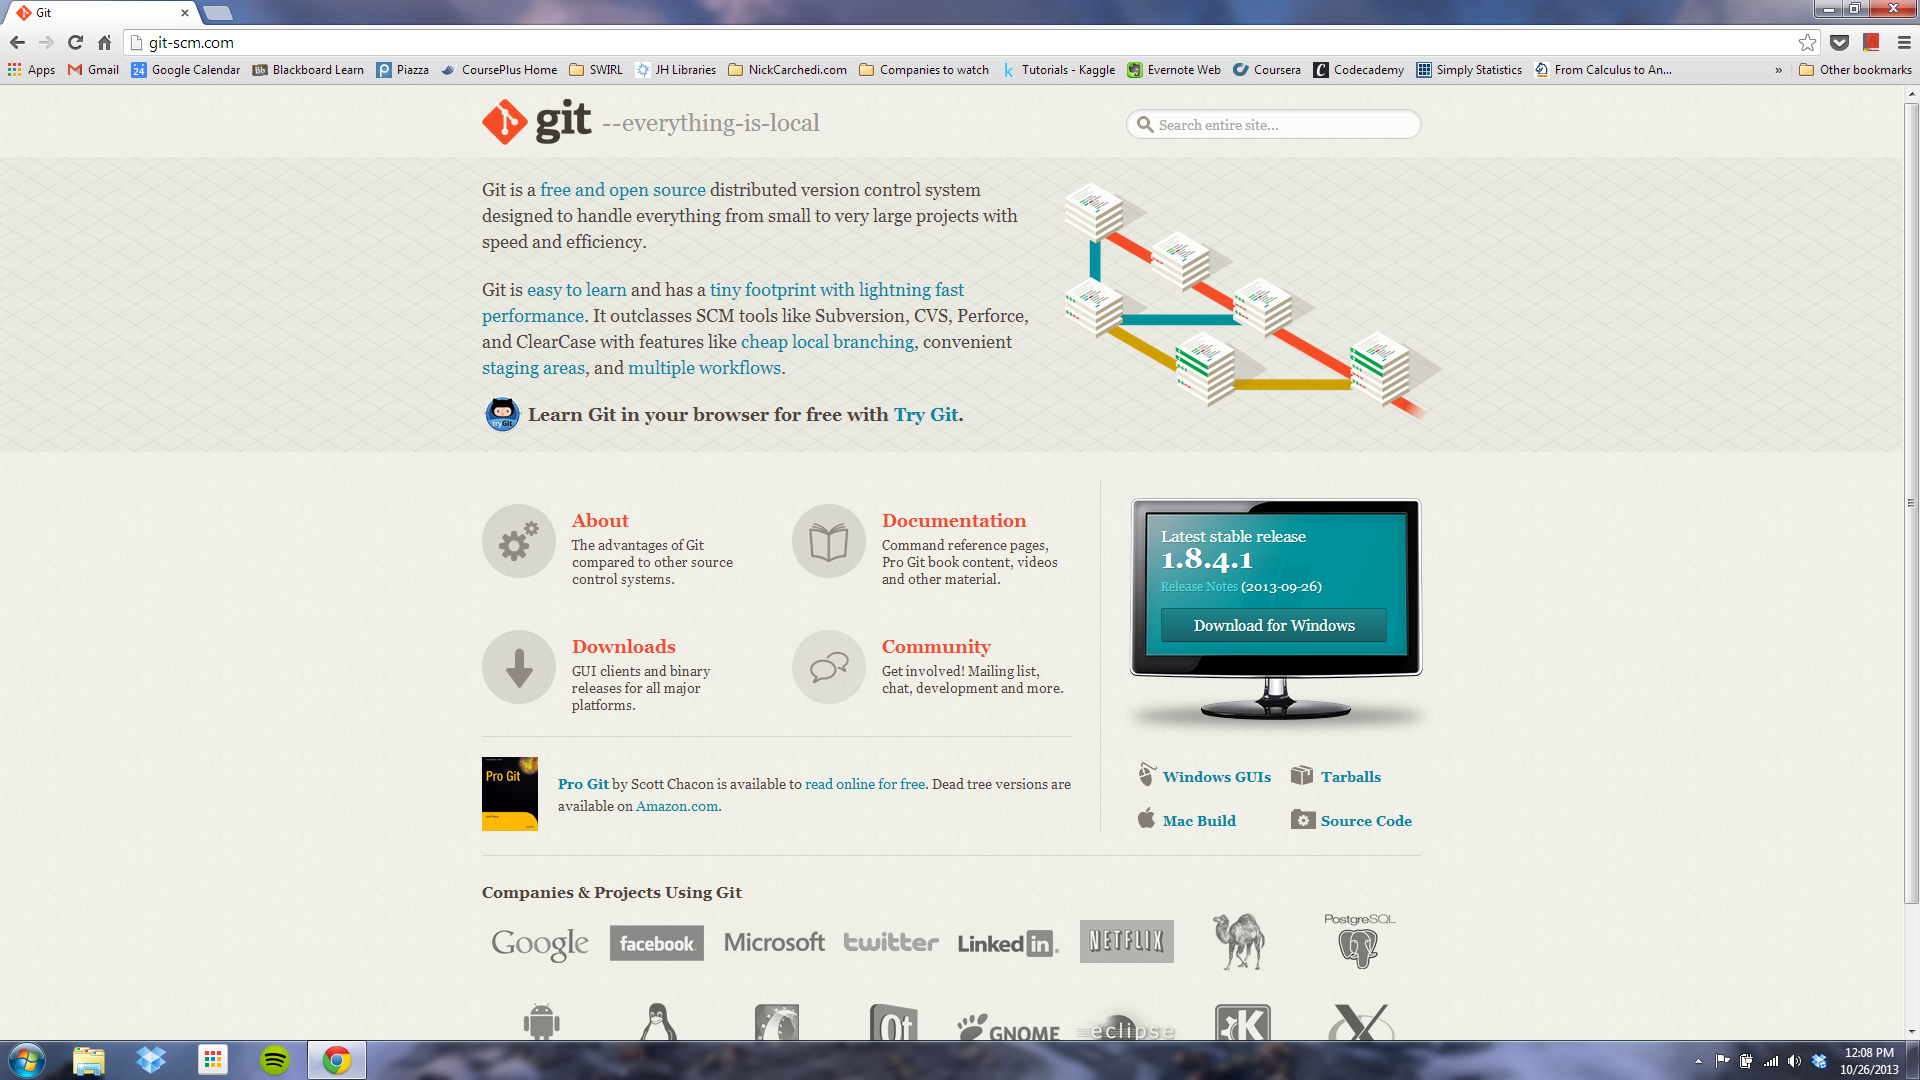 Git
git-scm.com
Apps
Gmail
24
Google Calendar
Bb
Blackboard Learn
Piazza
CoursePlus Home
SWIRL
JH Libraries
NickCarchedi.com
Companies to watch
k
Tutorials - Kaggle
Evernote Web
Coursera
C
Codecademy
Simply Statistics
From Calculus to An...
»
Other bookmarks
git --everything-is-local
Search entire site...
Git is a free and open source distributed version control system
designed to handle everything from small to very large projects with
speed and efficiency.
Git is easy to learn and has a tiny footprint with lightning fast
performance. It outclasses SCM tools like Subversion, CVS, Perforce,
and ClearCase with features like cheap local branching, convenient
staging areas, and multiple workflows.
tryGit
Learn Git in your browser for free with Try Git.
About
The advantages of Git
compared to other source
control systems.
Documentation
Command reference pages,
Pro Git book content, videos
and other material.
Downloads
GUI clients and binary
releases for all major
platforms.
Community
Get involved! Mailing list,
chat, development and more.
Latest stable release
1.8.4.1
Release Notes (2013-09-26)
Download for Windows
Windows GUIs
Tarballs
Mac Build
Source Code
Pro Git
Pro Git by Scott Chacon is available to read online for free. Dead tree versions are
available on Amazon.com.
Companies & Projects Using Git
Google
facebook
Microsoft
twitter
Linked in
NETFLIX
PostgreSQL
Qt
GNOME
eclipse
K
X
12:08 PM
10/26/2013